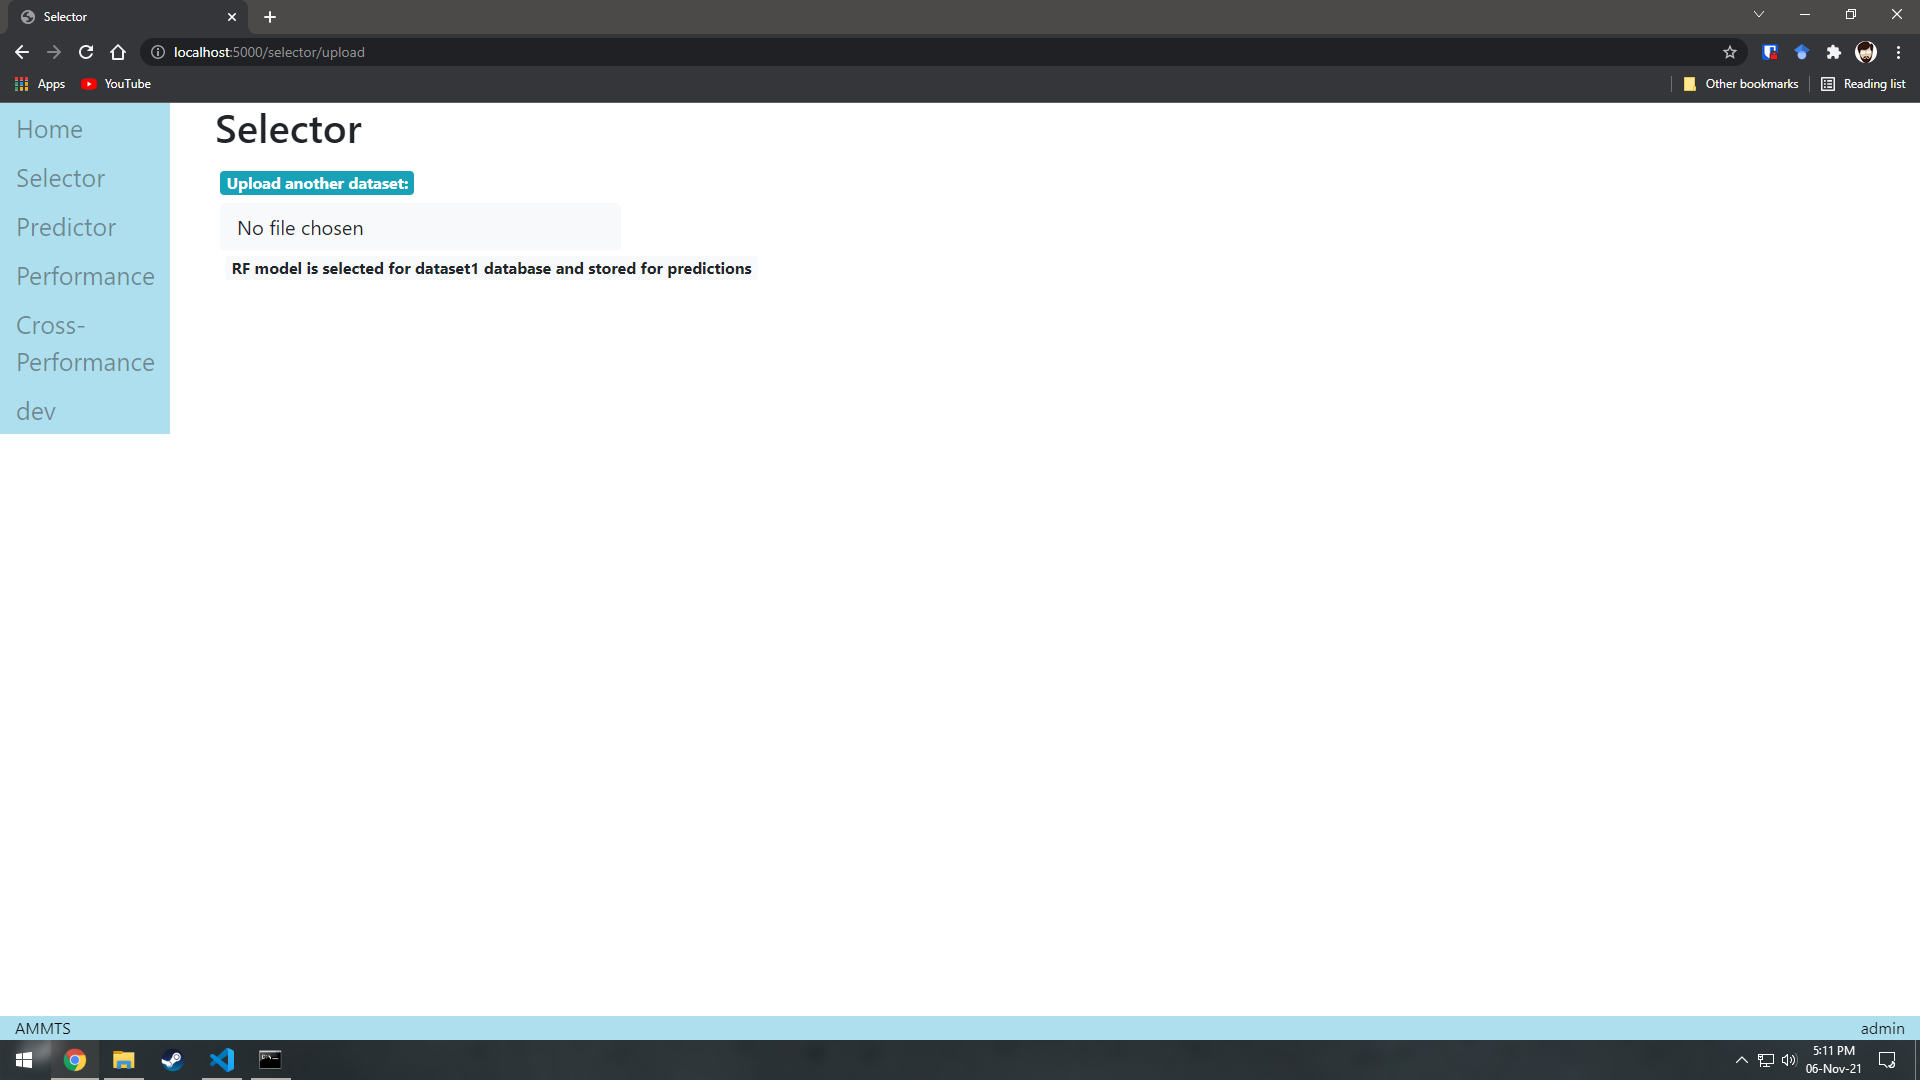 Selector
localhost:5000/selector/upload
Apps
YouTube
Other bookmarks
Reading list
Home
Selector
Predictor
Performance
Cross-
Performance
dev
Selector
Upload another dataset:
No file chosen
RF model is selected for dataset1 database and stored for predictions
AMMTS
admin
5:11 PM
06-Nov-21